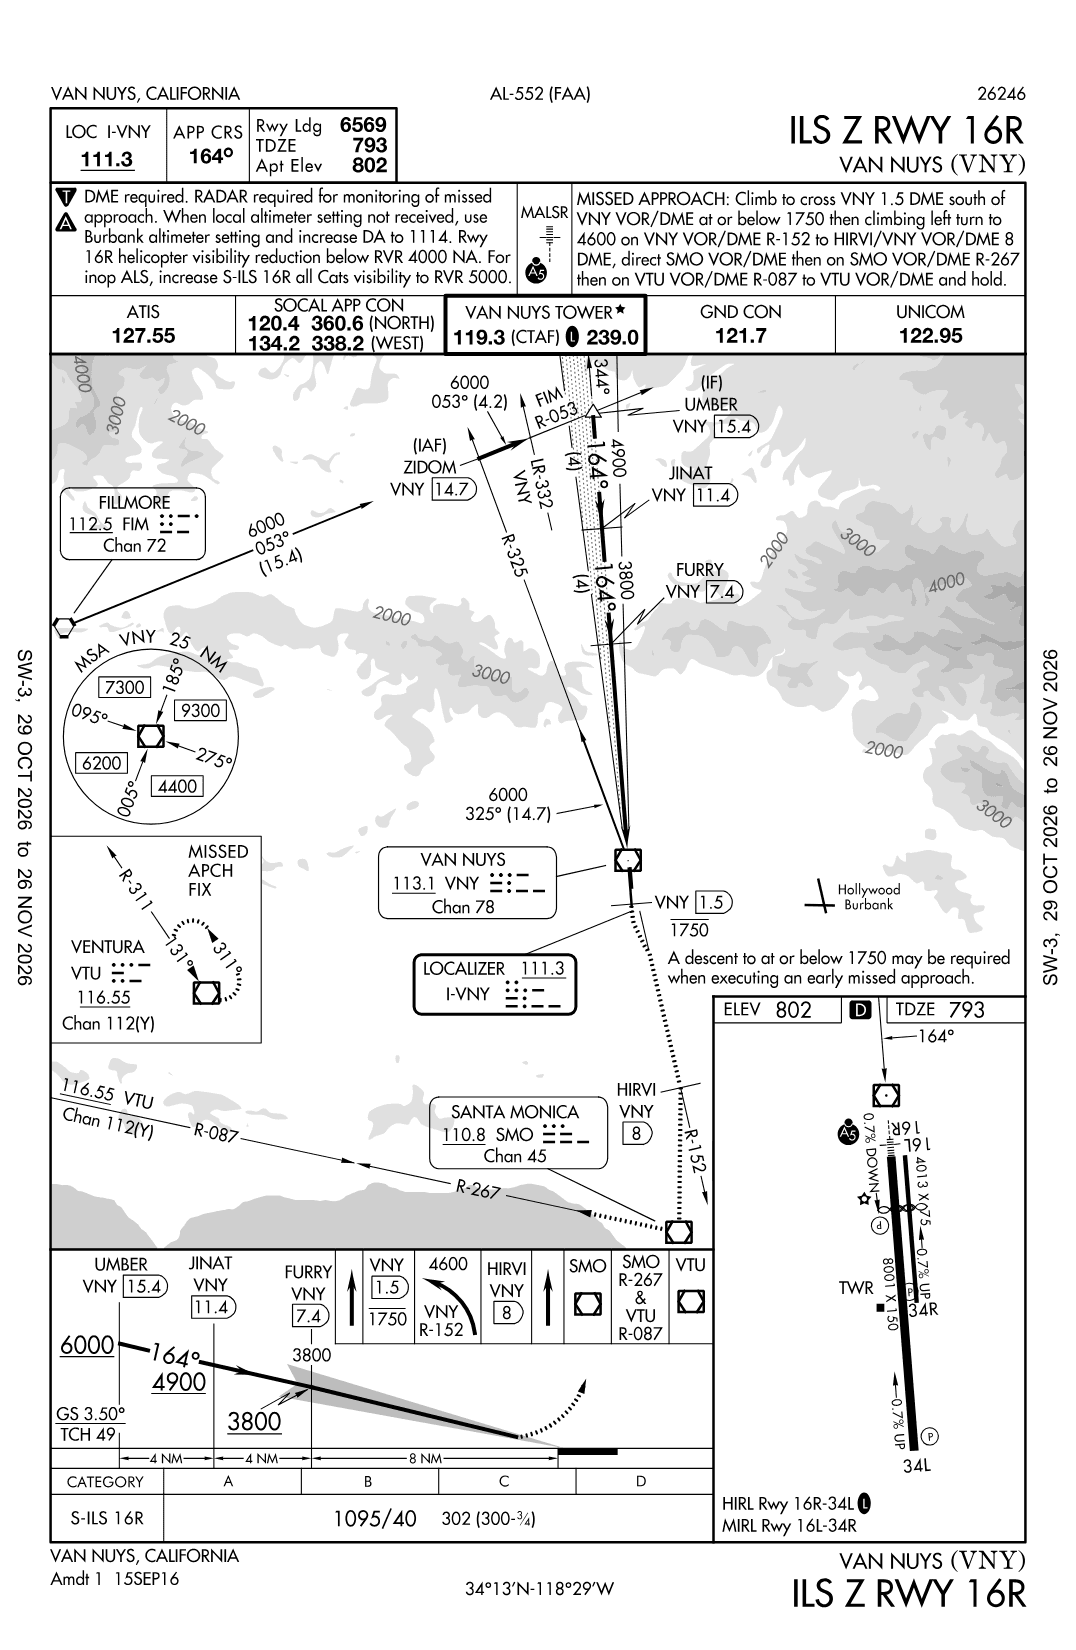 VAN NUYS, CALIFORNIA
AL-552 (FAA)
26246
LOC I-VNY
111.3
APP CRS
164°
Rwy Ldg 6569
TDZE 793
Apt Elev 802
ILS Z RWY 16R
VAN NUYS (VNY)
T
A
DME required. RADAR required for monitoring of missed
approach. When local altimeter setting not received, use
Burbank altimeter setting and increase DA to 1114. Rwy
16R helicopter visibility reduction below RVR 4000 NA. For
inop ALS, increase S-ILS 16R all Cats visibility to RVR 5000.
MALSR
A5
MISSED APPROACH: Climb to cross VNY 1.5 DME south of
VNY VOR/DME at or below 1750 then climbing left turn to
4600 on VNY VOR/DME R-152 to HIRVI/VNY VOR/DME 8
DME, direct SMO VOR/DME then on SMO VOR/DME R-267
then on VTU VOR/DME R-087 to VTU VOR/DME and hold.
ATIS
127.55
SOCAL APP CON
120.4 360.6 (NORTH)
134.2 338.2 (WEST)
VAN NUYS TOWER★
119.3 (CTAF) L 239.0
GND CON
121.7
UNICOM
122.95
4000
3000
2000
6000
053° (4.2)
FIM
R-053
344°
(IF)
UMBER
VNY 15.4
(IAF)
ZIDOM
VNY 14.7
LR-332
VNY
(4)
164°
4900
JINAT
VNY 11.4
FILLMORE
112.5 FIM
Chan 72
6000
053°
(15.4)
R-325
(4)
164°
3800
FURRY
VNY 7.4
2000
3000
4000
2000
3000
2000
3000
MSA VNY 25 NM
7300
185°
9300
095°
275°
6200
005°
4400
6000
325° (14.7)
VAN NUYS
113.1 VNY
Chan 78
VNY 1.5
1750
Hollywood
Burbank
A descent to at or below 1750 may be required
when executing an early missed approach.
LOCALIZER 111.3
I-VNY
MISSED
APCH
FIX
R-311
131°
311°
VENTURA
VTU
116.55
Chan 112(Y)
116.55 VTU
Chan 112(Y)
R-087
R-267
SANTA MONICA
110.8 SMO
Chan 45
HIRVI
VNY
8
R-152
ELEV 802
D
TDZE 793
164°
A5
0.7% DOWN
16R
16L
4013 X 75
P
0.7% UP
8001 X 150
TWR
P
34R
0.7% UP
P
34L
HIRL Rwy 16R-34L L
MIRL Rwy 16L-34R
UMBER
VNY 15.4
JINAT
VNY
11.4
FURRY
VNY
7.4
VNY
1.5
1750
4600
VNY
R-152
HIRVI
VNY
8
SMO
SMO
R-267
&
VTU
R-087
VTU
6000
164°
4900
3800
3800
GS 3.50°
TCH 49
4 NM
4 NM
8 NM
CATEGORY A B C D
S-ILS 16R 1095/40 302 (300-¾)
VAN NUYS, CALIFORNIA
Amdt 1 15SEP16
34°13'N-118°29'W
VAN NUYS (VNY)
ILS Z RWY 16R
SW-3, 29 OCT 2026 to 26 NOV 2026
SW-3, 29 OCT 2026 to 26 NOV 2026